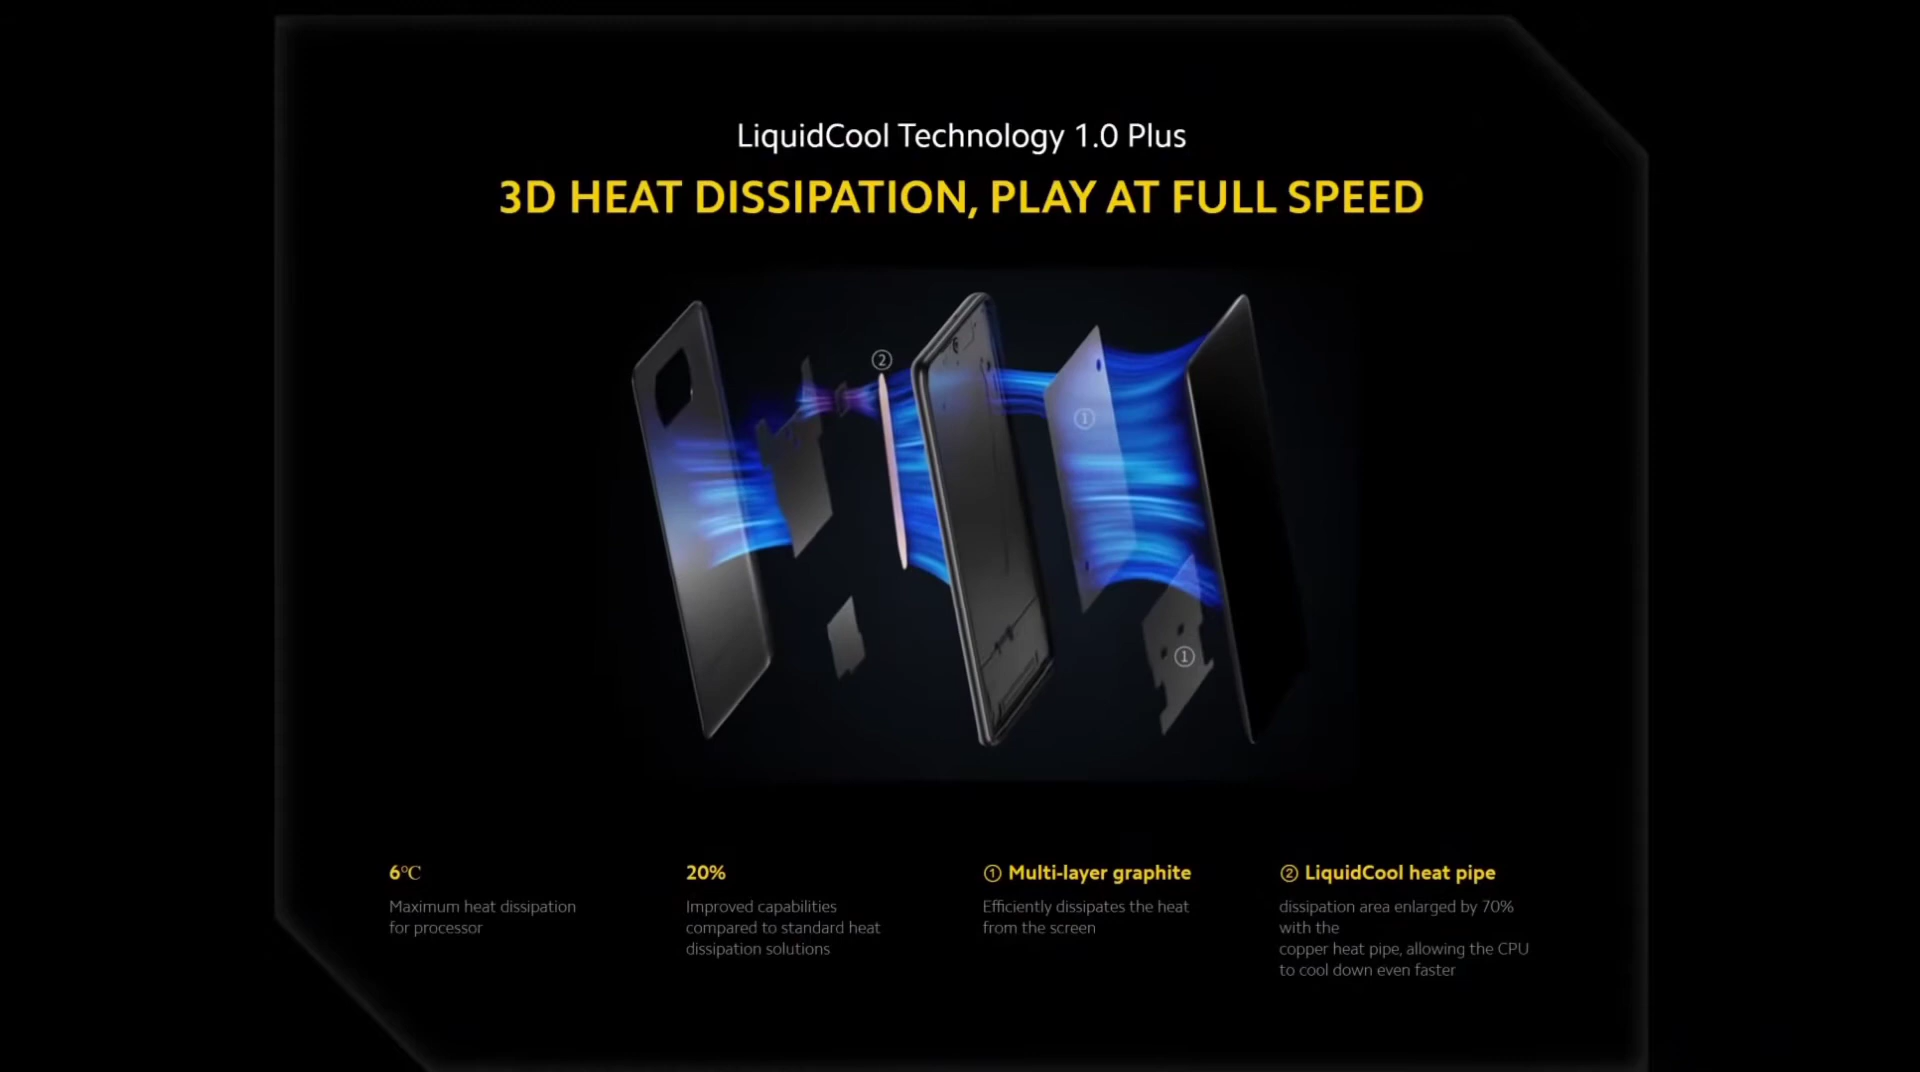 LiquidCool Technology 1.0 Plus
3D HEAT DISSIPATION, PLAY AT FULL SPEED
②
①
①
6℃
Maximum heat dissipation
for processor
20%
Improved capabilities
compared to standard heat
dissipation solutions
① Multi-layer graphite
Efficiently dissipates the heat
from the screen
② LiquidCool heat pipe
dissipation area enlarged by 70%
with the
copper heat pipe, allowing the CPU
to cool down even faster